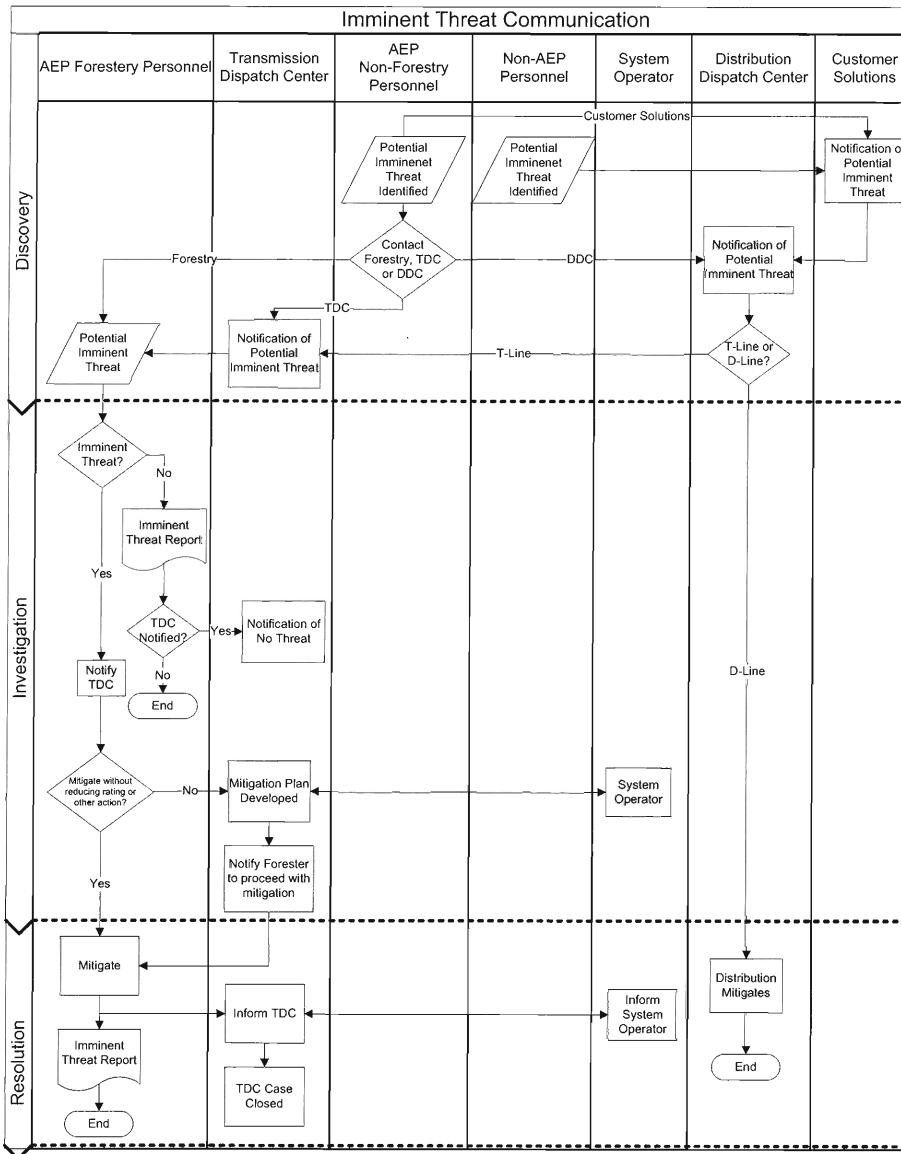 Imminent Threat Communication
AEP Forestery Personnel
Transmission
Dispatch Center
AEP
Non-Forestry
Personnel
Non-AEP
Personnel
System
Operator
Distribution
Dispatch Center
Customer
Solutions
Discovery
Customer Solutions
Potential
Imminenet
Threat
Identified
Potential
Imminenet
Threat
Identified
Notification of
Potential
Imminent
Threat
Contact
Forestry, TDC
or DDC
Forestry
DDC
TDC
Notification of
Potential
Imminent Threat
Potential
Imminent
Threat
Notification of
Potential
Imminent Threat
T-Line
T-Line or
D-Line?
Investigation
Imminent
Threat?
No
Imminent
Threat Report
Yes
TDC
Notified?
Yes
Notification of
No Threat
No
End
Notify
TDC
D-Line
Mitigate without
reducing rating or
other action?
No
Mitigation Plan
Developed
System
Operator
Notify Forester
to proceed with
mitigation
Yes
Resolution
Mitigate
Distribution
Mitigates
Inform TDC
Inform
System
Operator
Imminent
Threat Report
End
TDC Case
Closed
End